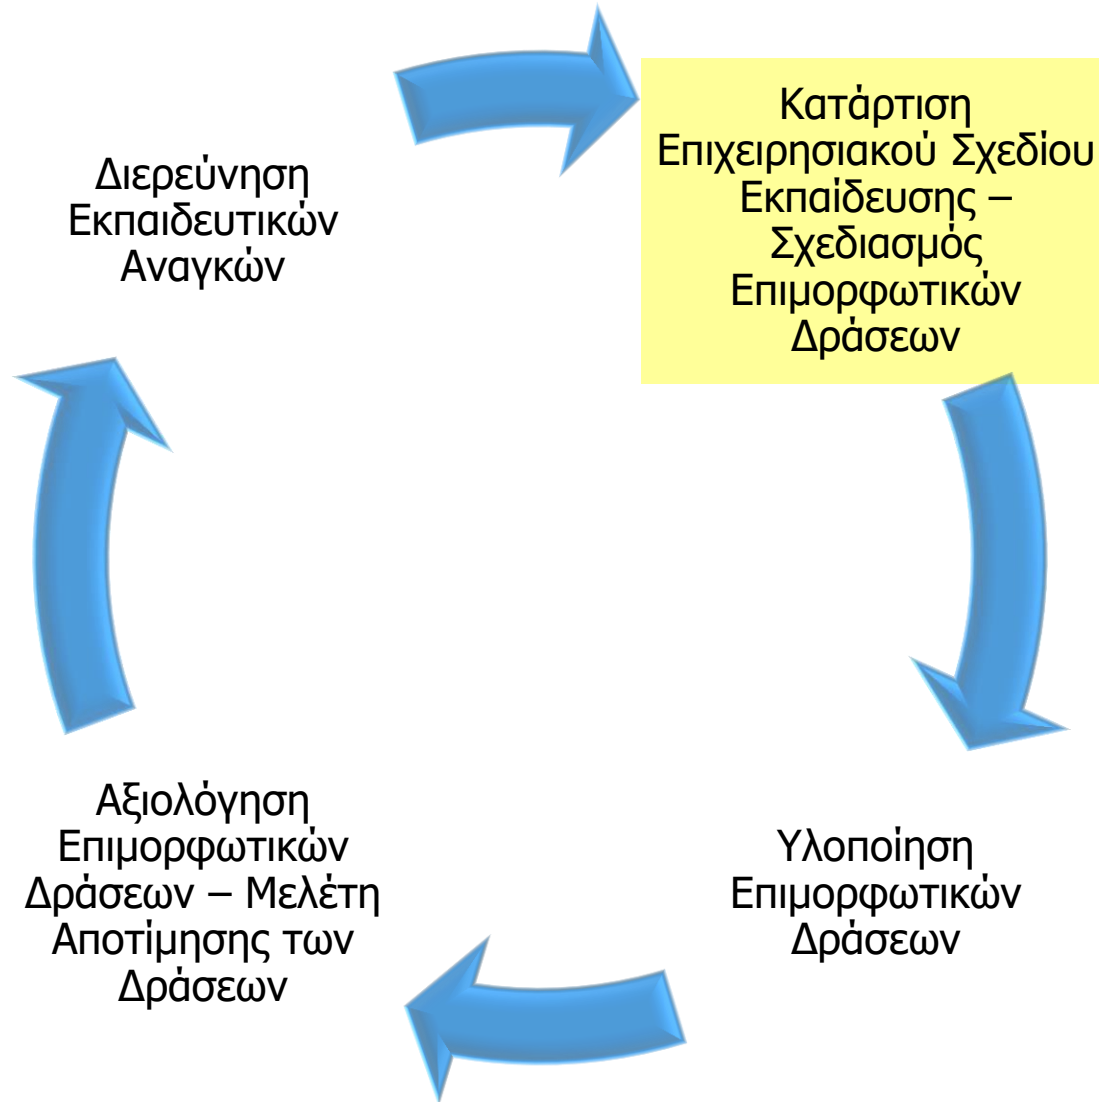 Διερεύνηση
Εκπαιδευτικών
Αναγκών
Κατάρτιση
Επιχειρησιακού Σχεδίου
Εκπαίδευσης –
Σχεδιασμός
Επιμορφωτικών
Δράσεων
Υλοποίηση
Επιμορφωτικών
Δράσεων
Αξιολόγηση
Επιμορφωτικών
Δράσεων – Μελέτη
Αποτίμησης των
Δράσεων